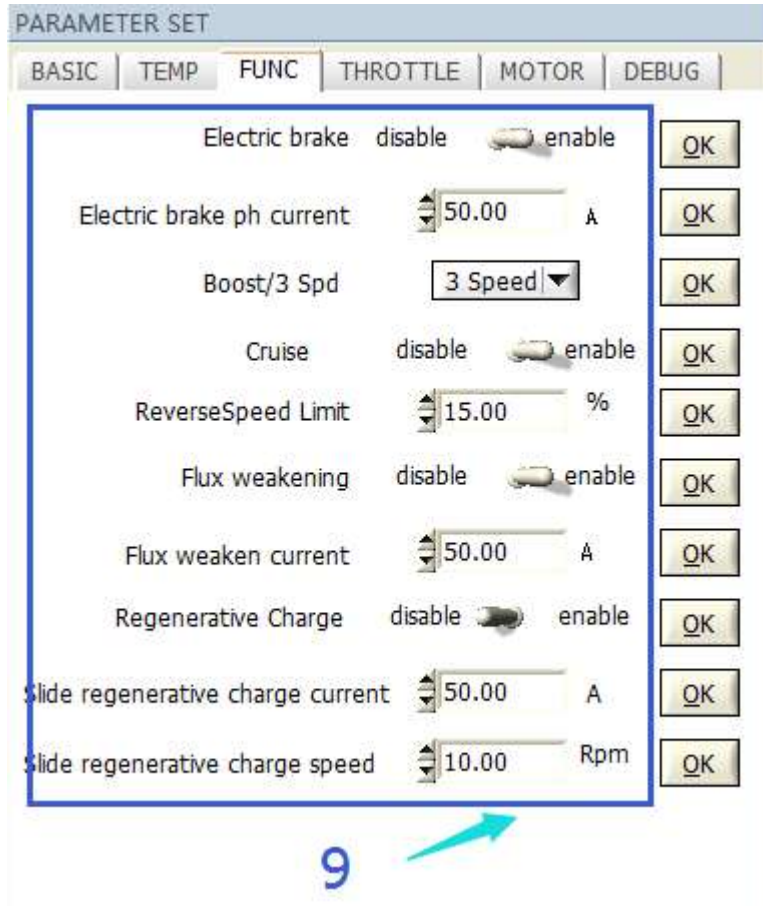 PARAMETER SET
BASIC TEMP FUNC THROTTLE MOTOR DEBUG
Electric brake disable enable OK
Electric brake ph current 50.00 A OK
Boost/3 Spd 3 Speed OK
Cruise disable enable OK
ReverseSpeed Limit 15.00 % OK
Flux weakening disable enable OK
Flux weaken current 50.00 A OK
Regenerative Charge disable enable OK
Slide regenerative charge current 50.00 A OK
Slide regenerative charge speed 10.00 Rpm OK
9